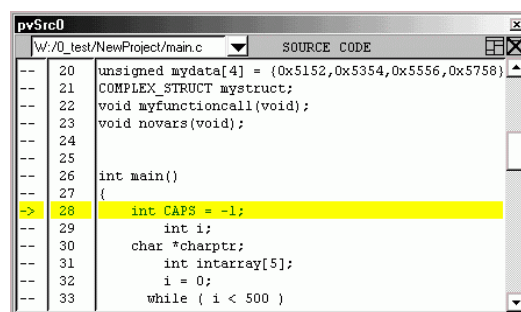 pvSrc0 x
W:/0_test/NewProject/main.c SOURCE CODE
-- 20 unsigned mydata[4] = {0x5152,0x5354,0x5556,0x5758}
-- 21 COMPLEX_STRUCT mystruct;
-- 22 void myfunctioncall(void);
-- 23 void novars(void);
-- 24
-- 25
-- 26 int main()
-- 27 {
-> 28 int CAPS = -1;
-- 29 int i;
-- 30 char *charptr;
-- 31 int intarray[5];
-- 32 i = 0;
-- 33 while ( i < 500 )